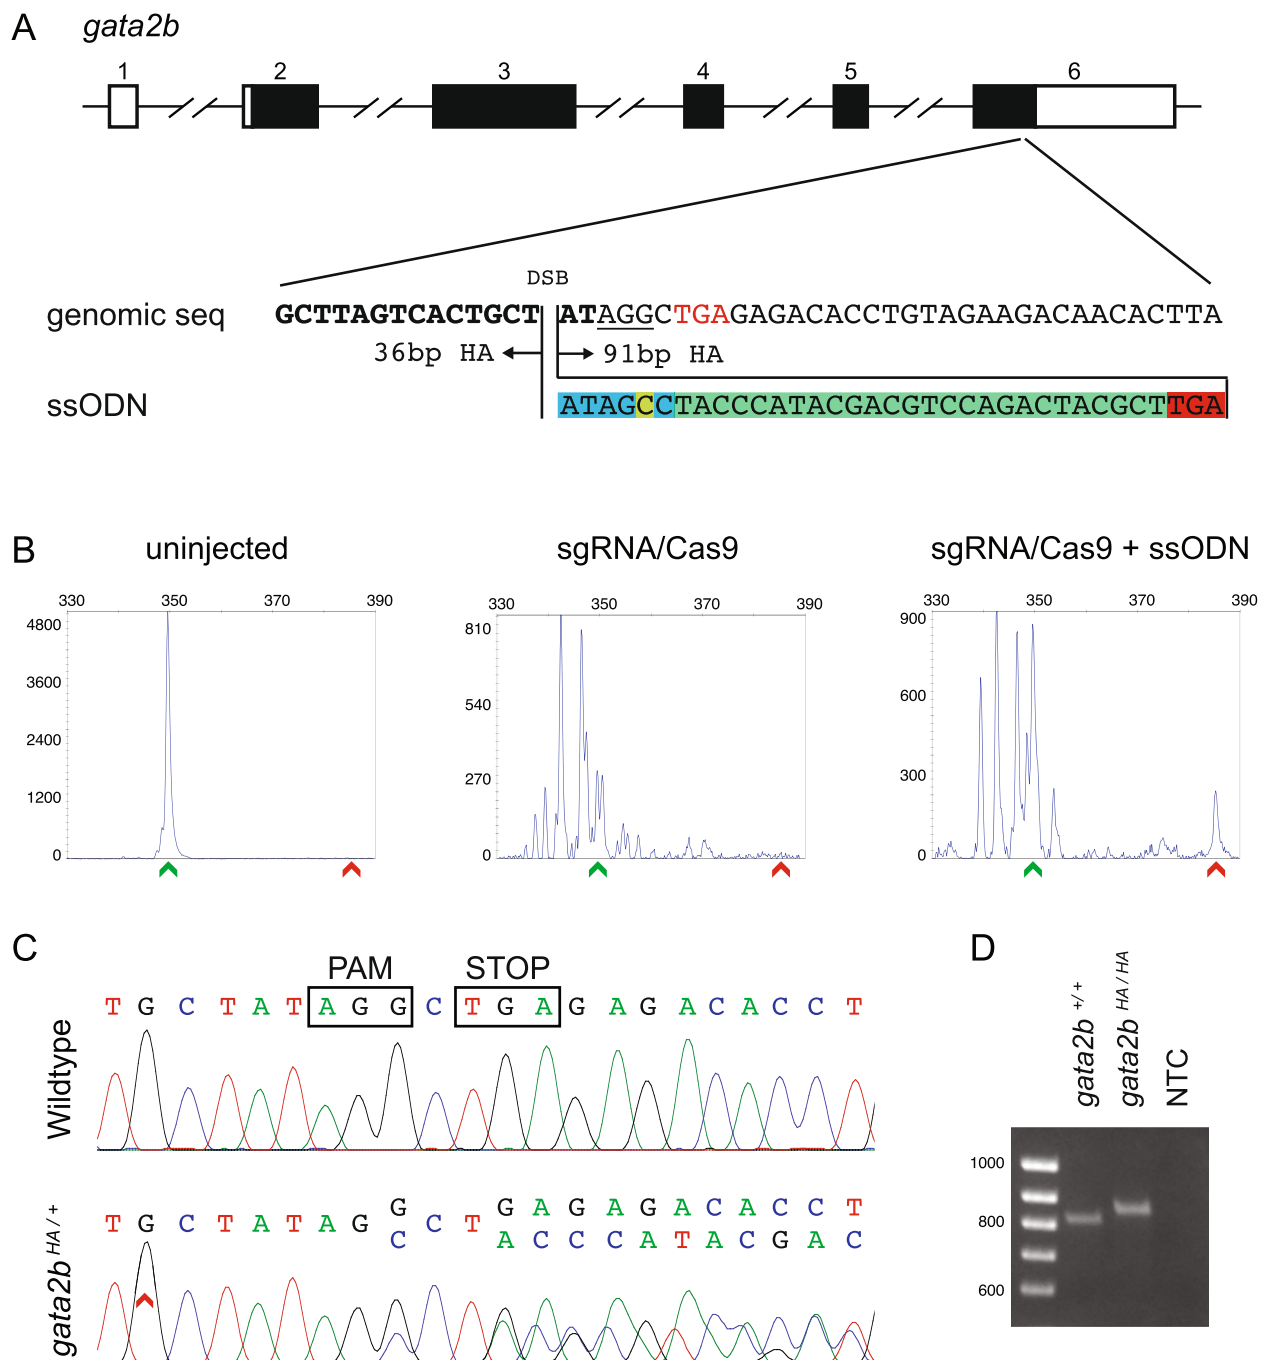 A
gata2b
1 2 3 4 5 6
DSB
genomic seq GCTTAGTCACTGCT ATAGGCTGAGAGACACCTGTAGAAGACAACACTTA
36bp HA 91bp HA
ssODN ATAGCCTACCCATACGACGTCCAGACTACGCTTGA
B
uninjected sgRNA/Cas9 sgRNA/Cas9 + ssODN
330 350 370 390
4800
3600
2400
1200
0
330 350 370 390
810
540
270
0
330 350 370 390
900
600
300
0
C
PAM STOP
Wildtype
T G C T A T A G G C T G A G A G A C A C C T
gata2b HA / +
G G A G A G A C A C C T
T G C T A T A G C T
C A C C C A T A C G A C
D
gata2b +/+
gata2b HA / HA
NTC
1000
800
600